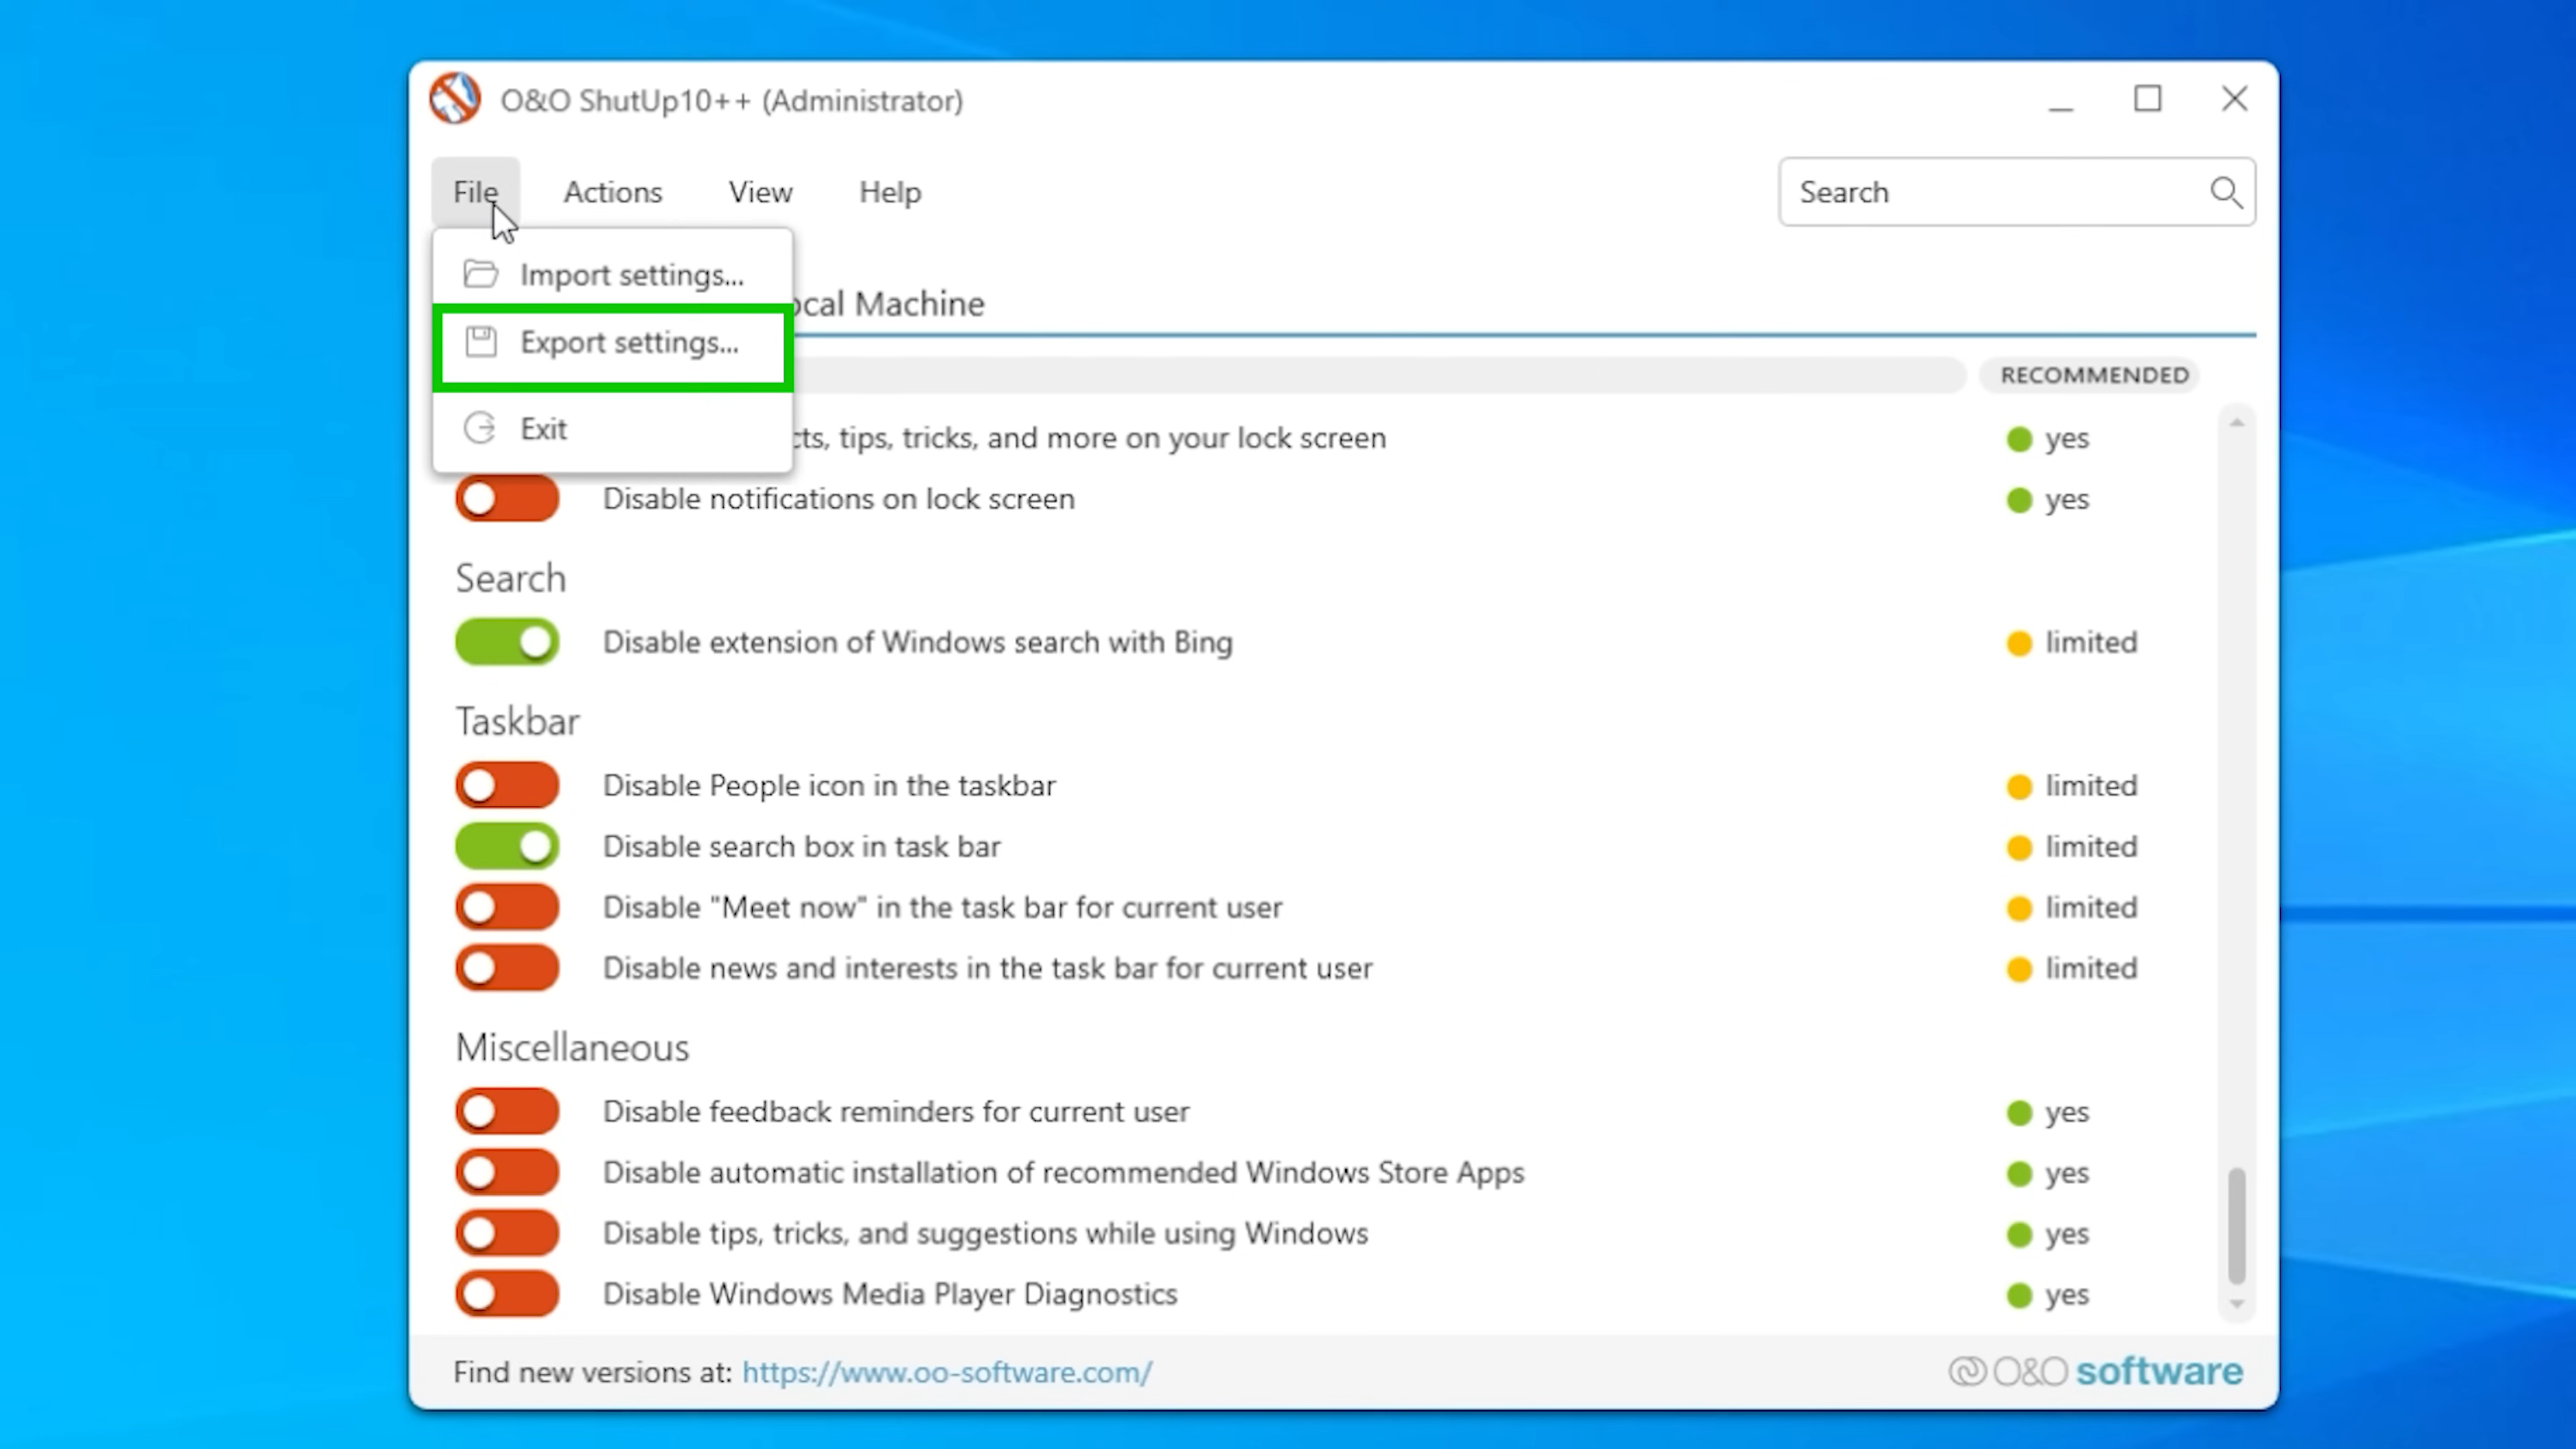 O&O ShutUp10++ (Administrator)
File Actions View Help
Search
Import settings...
ocal Machine
Export settings...
RECOMMENDED
Exit
cts, tips, tricks, and more on your lock screen yes
Disable notifications on lock screen yes
Search
Disable extension of Windows search with Bing limited
Taskbar
Disable People icon in the taskbar limited
Disable search box in task bar limited
Disable "Meet now" in the task bar for current user limited
Disable news and interests in the task bar for current user limited
Miscellaneous
Disable feedback reminders for current user yes
Disable automatic installation of recommended Windows Store Apps yes
Disable tips, tricks, and suggestions while using Windows yes
Disable Windows Media Player Diagnostics yes
Find new versions at: https://www.oo-software.com/ O&O software